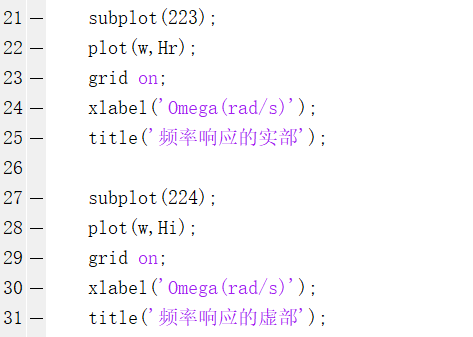 21 — subplot(223);
22 — plot(w,Hr);
23 — grid on;
24 — xlabel('Omega(rad/s)');
25 — title('频率响应的实部');
26
27 — subplot(224);
28 — plot(w,Hi);
29 — grid on;
30 — xlabel('Omega(rad/s)');
31 — title('频率响应的虚部');